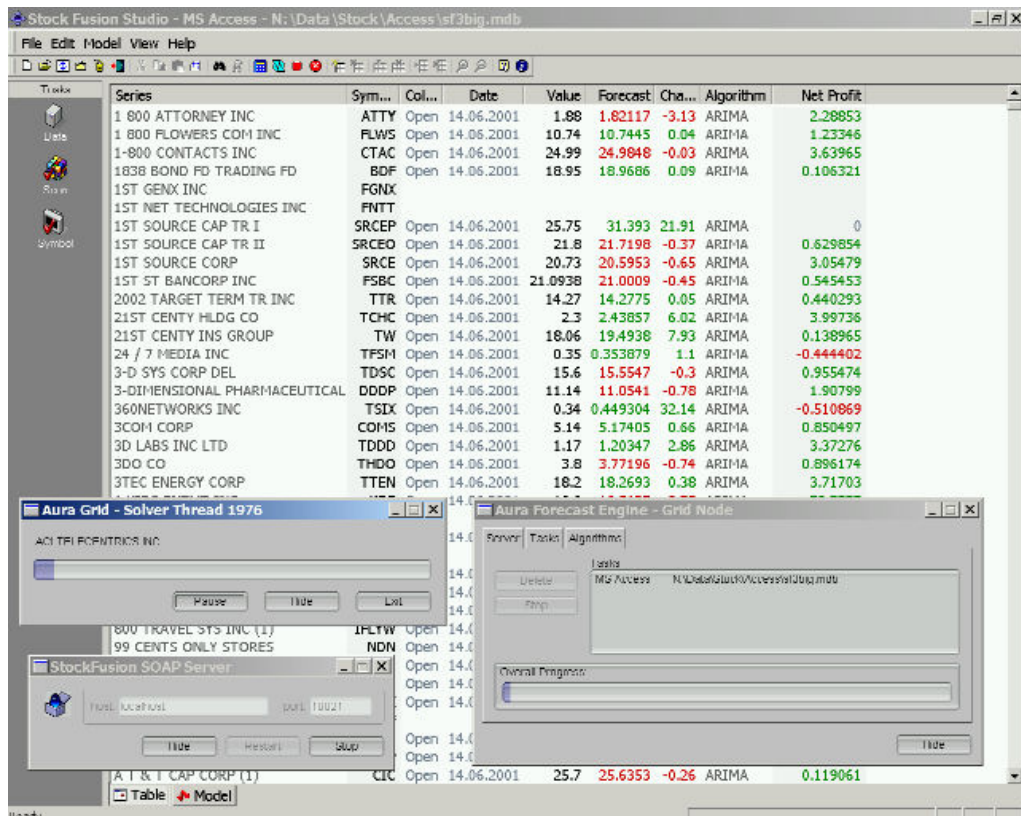 Stock Fusion Studio - MS Access - N:\Data\Stock\Access\sf3big.mdb
File Edit Model View Help
Tasks
Data
Scan
Symbol
Series Sym... Col... Date Value Forecast Cha... Algorithm Net Profit
1 800 ATTORNEY INC ATTY Open 14.06.2001 1.88 1.82117 -3.13 ARIMA 2.28853
1 800 FLOWERS COM INC FLWS Open 14.06.2001 10.74 10.7445 0.04 ARIMA 1.23346
1-800 CONTACTS INC CTAC Open 14.06.2001 24.99 24.9848 -0.03 ARIMA 3.63965
1838 BOND FD TRADING FD BDF Open 14.06.2001 18.95 18.9686 0.09 ARIMA 0.106321
1ST GENX INC FGNX
1ST NET TECHNOLOGIES INC FNTT
1ST SOURCE CAP TR I SRCEP Open 14.06.2001 25.75 31.393 21.91 ARIMA 0
1ST SOURCE CAP TR II SRCEO Open 14.06.2001 21.8 21.7198 -0.37 ARIMA 0.629854
1ST SOURCE CORP SRCE Open 14.06.2001 20.73 20.5953 -0.65 ARIMA 3.05479
1ST ST BANCORP INC FSBC Open 14.06.2001 21.0938 21.0009 -0.45 ARIMA 0.545453
2002 TARGET TERM TR INC TTR Open 14.06.2001 14.27 14.2775 0.05 ARIMA 0.440293
21ST CENTY HLDG CO TCHC Open 14.06.2001 2.3 2.43857 6.02 ARIMA 3.99736
21ST CENTY INS GROUP TW Open 14.06.2001 18.06 19.4938 7.93 ARIMA 0.138965
24 / 7 MEDIA INC TFSM Open 14.06.2001 0.35 0.353879 1.1 ARIMA -0.444402
3-D SYS CORP DEL TDSC Open 14.06.2001 15.6 15.5547 -0.3 ARIMA 0.955474
3-DIMENSIONAL PHARMACEUTICAL DDDP Open 14.06.2001 11.14 11.0541 -0.78 ARIMA 1.90799
360NETWORKS INC TSIX Open 14.06.2001 0.34 0.449304 32.14 ARIMA -0.510869
3COM CORP COMS Open 14.06.2001 5.14 5.17405 0.66 ARIMA 0.850497
3D LABS INC LTD TDDD Open 14.06.2001 1.17 1.20347 2.86 ARIMA 3.37276
3DO CO THDO Open 14.06.2001 3.8 3.77196 -0.74 ARIMA 0.896174
3TEC ENERGY CORP TTEN Open 14.06.2001 18.2 18.2693 0.38 ARIMA 3.71703
Aura Grid - Solver Thread 1976
ACI TELECENTRICS INC
Pause Hide Exit
Aura Forecast Engine - Grid Node
Server Tasks Algorithms
Delete
Stop
Tasks
MS Access N:\Data\Stock\Access\sf3big.mdb
Overall Progress:
Hide
800 TRAVEL SYS INC (1) IFLYW Open
99 CENTS ONLY STORES NDN Open
StockFusion SOAP Server
host: localhost port:
Hide Restart Stop
Open
Open
Open
Open
Open
A T & T CAP CORP (1) CIC Open 14.06.2001 25.7 25.6353 -0.26 ARIMA 0.119061
Table Model